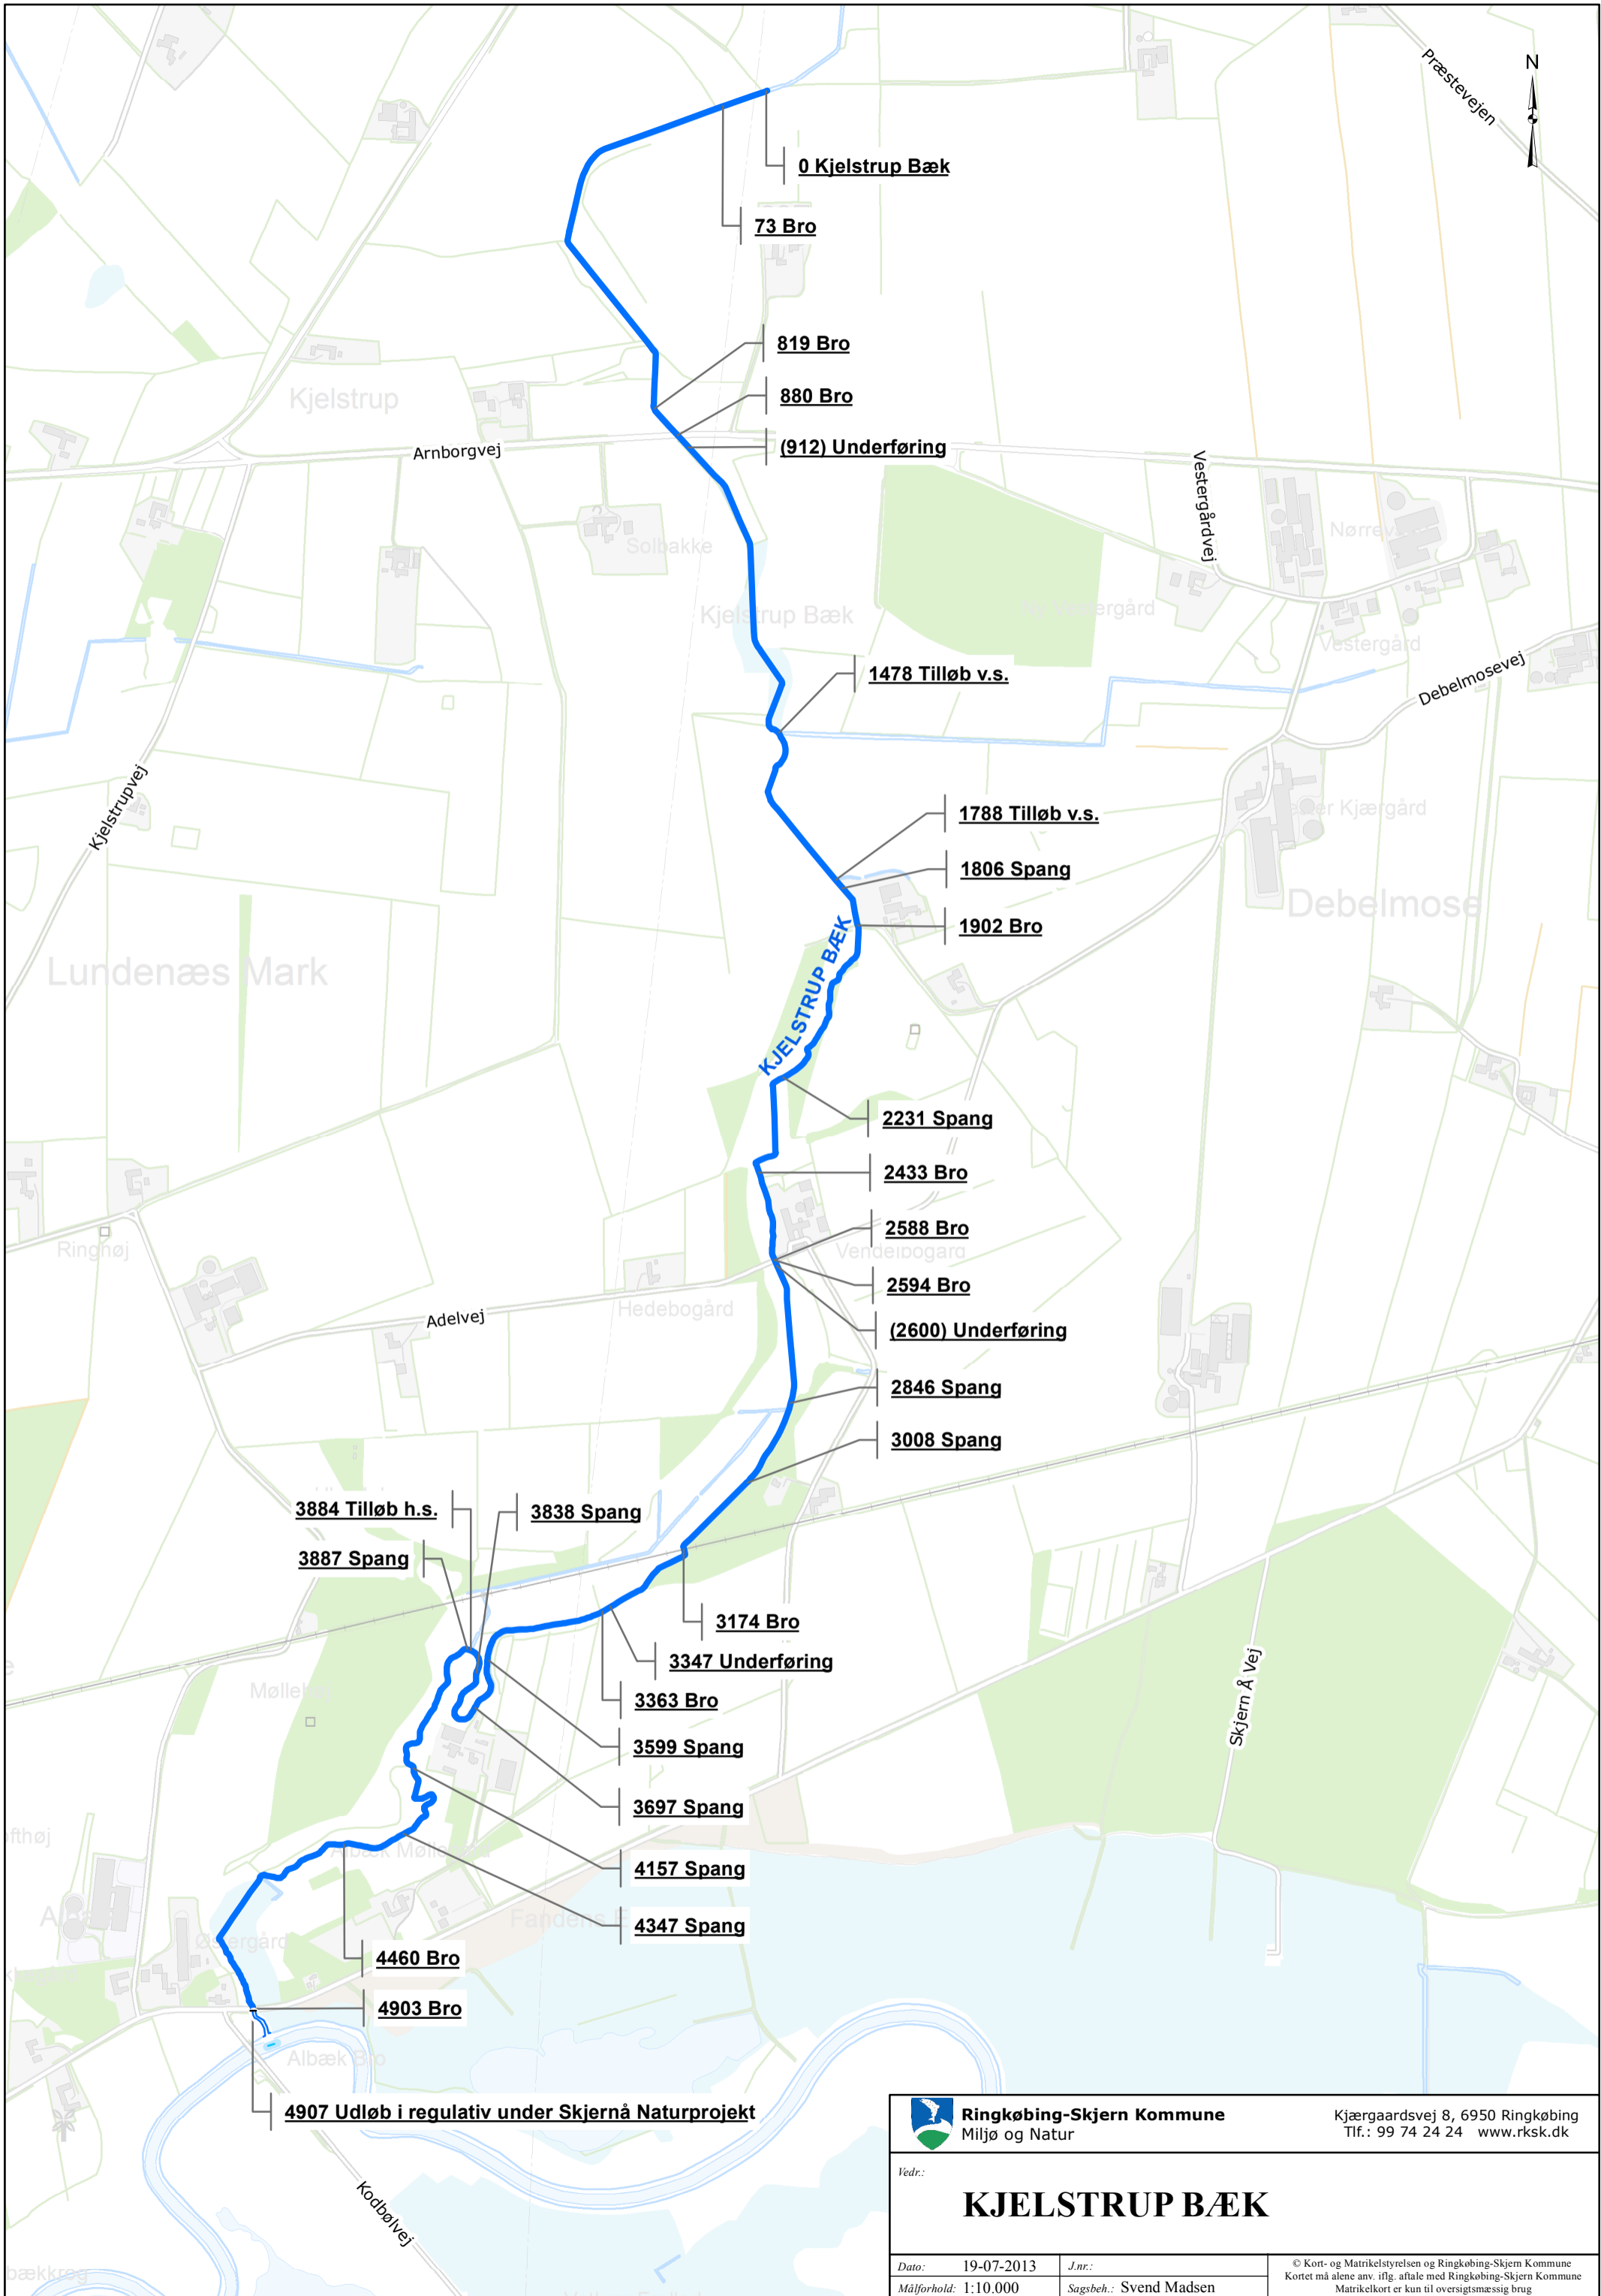 Præstevejen
N
0 Kjelstrup Bæk
73 Bro
819 Bro
Kjelstrup
880 Bro
Arnborgvej
(912) Underføring
Vestergårdvej
Solbakke
Kjelstrup Bæk
Vestergård
1478 Tilløb v.s.
Debelmosevej
Kjelstrupvej
1788 Tilløb v.s.
Kjærgård
1806 Spang
Debelmose
1902 Bro
KJELSTRUP BÆK
Lundenæs Mark
2231 Spang
2433 Bro
2588 Bro
Ringhøj
Vendelbogård
2594 Bro
Hedebogård
Adelvej
(2600) Underføring
2846 Spang
3008 Spang
3884 Tilløb h.s.
3838 Spang
3887 Spang
3174 Bro
3347 Underføring
3363 Bro
Skjern Å Vej
3599 Spang
3697 Spang
4157 Spang
4347 Spang
Fandens
4460 Bro
4903 Bro
Albæk Bro
4907 Udløb i regulativ under Skjernå Naturprojekt
Kodbølvej
Ringkøbing-Skjern Kommune
Miljø og Natur
Kjærgaardsvej 8, 6950 Ringkøbing
Tlf.: 99 74 24 24 www.rksk.dk
Vedr.:
KJELSTRUP BÆK
Dato: 19-07-2013
J.nr.:
Målforhold: 1:10.000
Sagsbeh.: Svend Madsen
© Kort- og Matrikelstyrelsen og Ringkøbing-Skjern Kommune
Kortet må alene anv. iflg. aftale med Ringkøbing-Skjern Kommune
Matrikelkort er kun til oversigtsmæssig brug